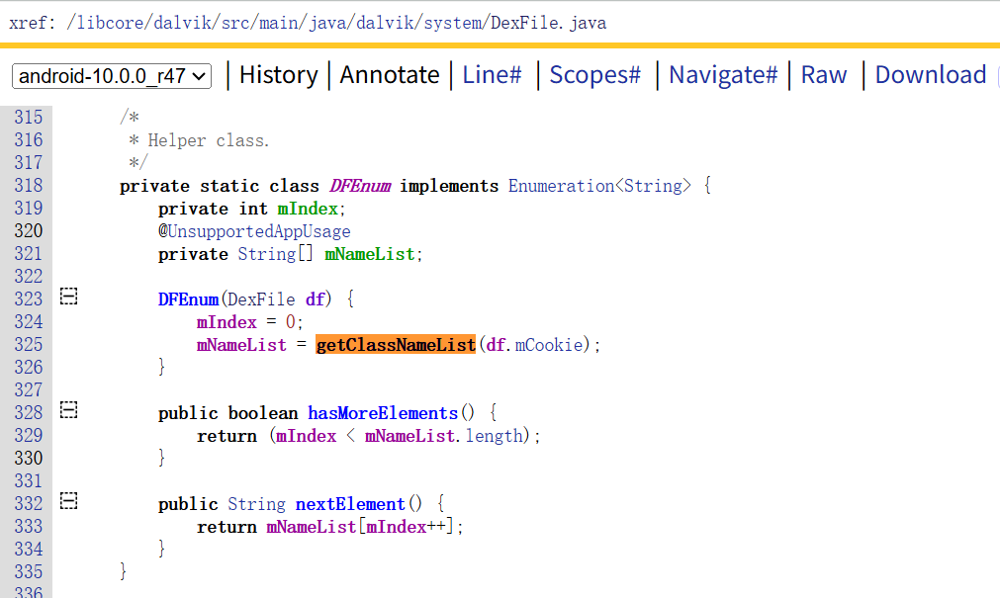 xref: /libcore/dalvik/src/main/java/dalvik/system/DexFile.java
android-10.0.0_r47 | History | Annotate | Line# | Scopes# | Navigate# | Raw | Download
315 /*
316 * Helper class.
317 */
318 private static class DFEnum implements Enumeration<String> {
319 private int mIndex;
320 @UnsupportedAppUsage
321 private String[] mNameList;
322
323 DFEnum(DexFile df) {
324 mIndex = 0;
325 mNameList = getClassNameList(df.mCookie);
326 }
327
328 public boolean hasMoreElements() {
329 return (mIndex < mNameList.length);
330 }
331
332 public String nextElement() {
333 return mNameList[mIndex++];
334 }
335 }
336